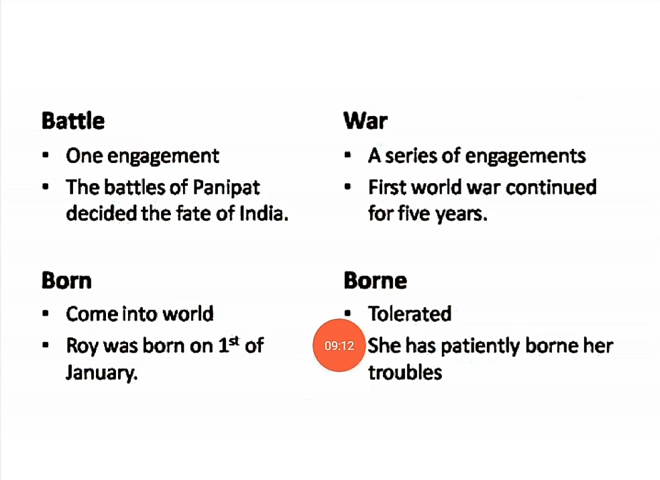 Battle
• One engagement
• The battles of Panipat
decided the fate of India.
War
• A series of engagements
• First world war continued
for five years.
Born
• Come into world
• Roy was born on 1st of
January.
Borne
• Tolerated
She has patiently borne her
troubles
09:12